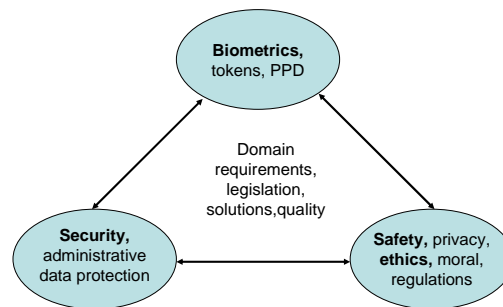 Biometrics,
tokens, PPD
Domain
requirements,
legislation,
solutions,quality
Security,
administrative
data protection
Safety, privacy,
ethics, moral,
regulations